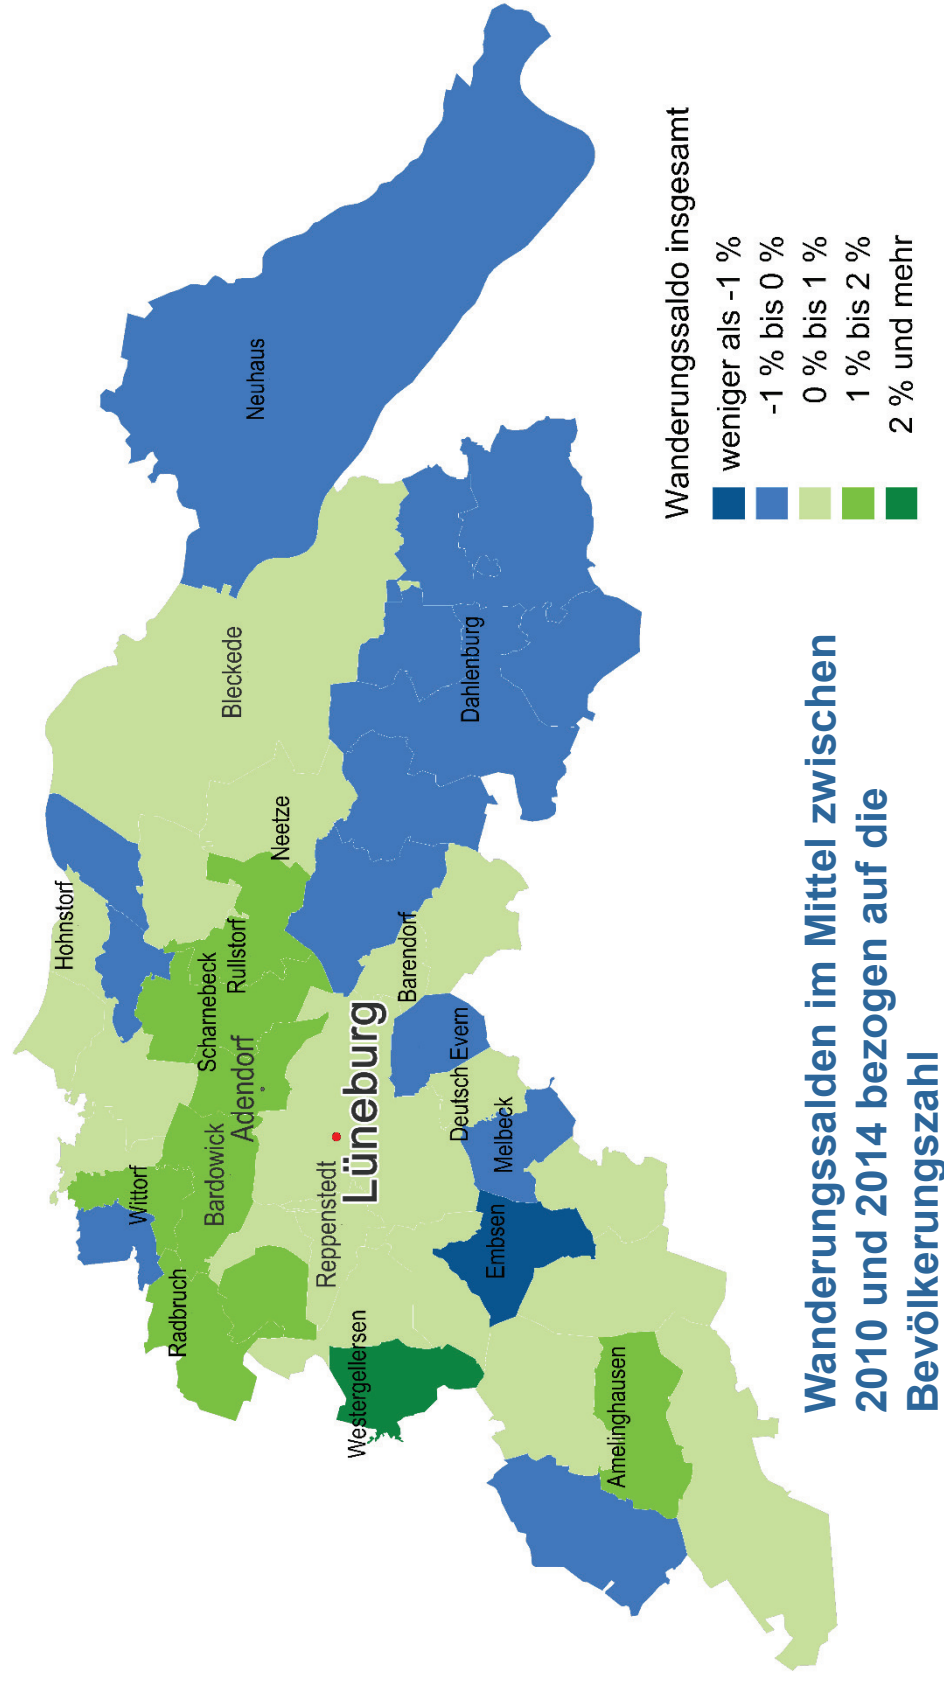 Hohnstorf
Wittorf
Radbruch
Scharnebeck
Rullstorf
Adendorf
Bardowick
Bleckede
Neuhaus
Neetze
Reppenstedt
Lüneburg
Westergellersen
Barendorf
Deutsch Evern
Dahlenburg
Melbeck
Embsen
Amelinghausen
Wanderungssaldo insgesamt
weniger als -1 %
-1 % bis 0 %
0 % bis 1 %
1 % bis 2 %
2 % und mehr
Wanderungssalden im Mittel zwischen
2010 und 2014 bezogen auf die
Bevölkerungszahl